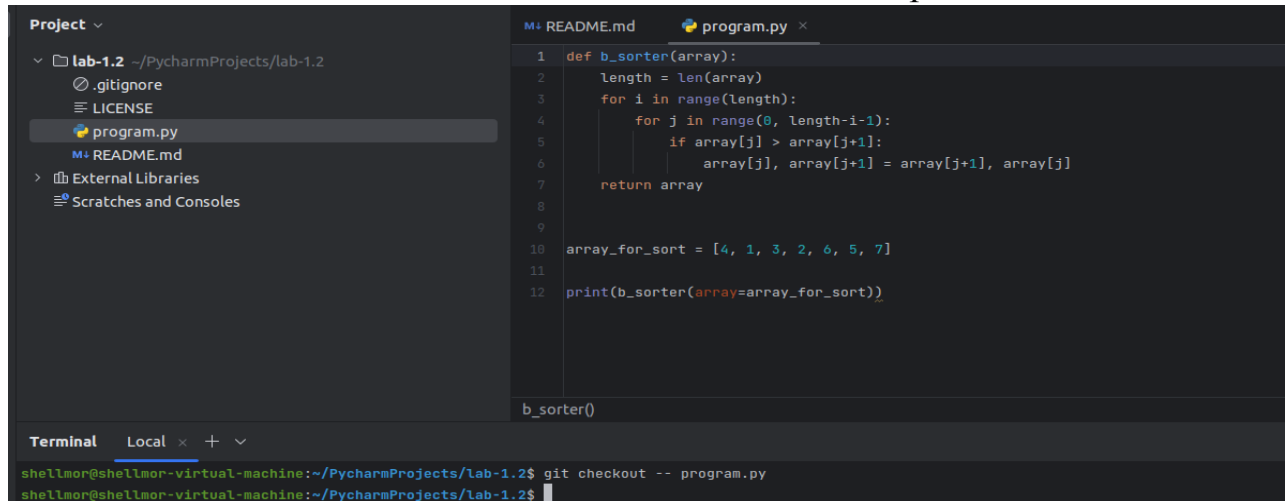 Project
lab-1.2 ~/PycharmProjects/lab-1.2
.gitignore
LICENSE
program.py
M↓ README.md
External Libraries
Scratches and Consoles
M↓ README.md program.py ×
1 def b_sorter(array):
2     length = len(array)
3     for i in range(length):
4         for j in range(0, length-i-1):
5             if array[j] > array[j+1]:
6                 array[j], array[j+1] = array[j+1], array[j]
7     return array
8
9
10 array_for_sort = [4, 1, 3, 2, 6, 5, 7]
11
12 print(b_sorter(array=array_for_sort))
b_sorter()
Terminal Local × +
shellmor@shellmor-virtual-machine:~/PycharmProjects/lab-1.2$ git checkout -- program.py
shellmor@shellmor-virtual-machine:~/PycharmProjects/lab-1.2$